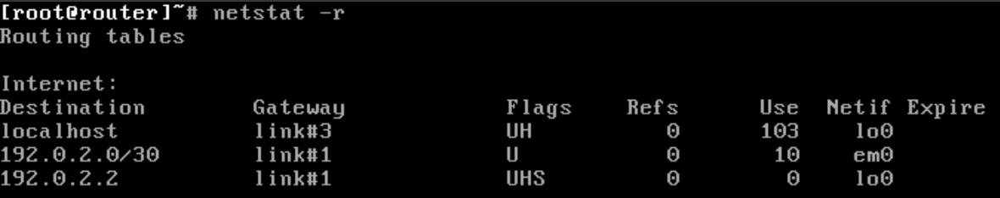 [root@router]~# netstat -r
Routing tables
Internet:
Destination Gateway Flags Refs Use Netif Expire
localhost link#3 UH 0 103 lo0
192.0.2.0/30 link#1 U 0 10 em0
192.0.2.2 link#1 UHS 0 0 lo0